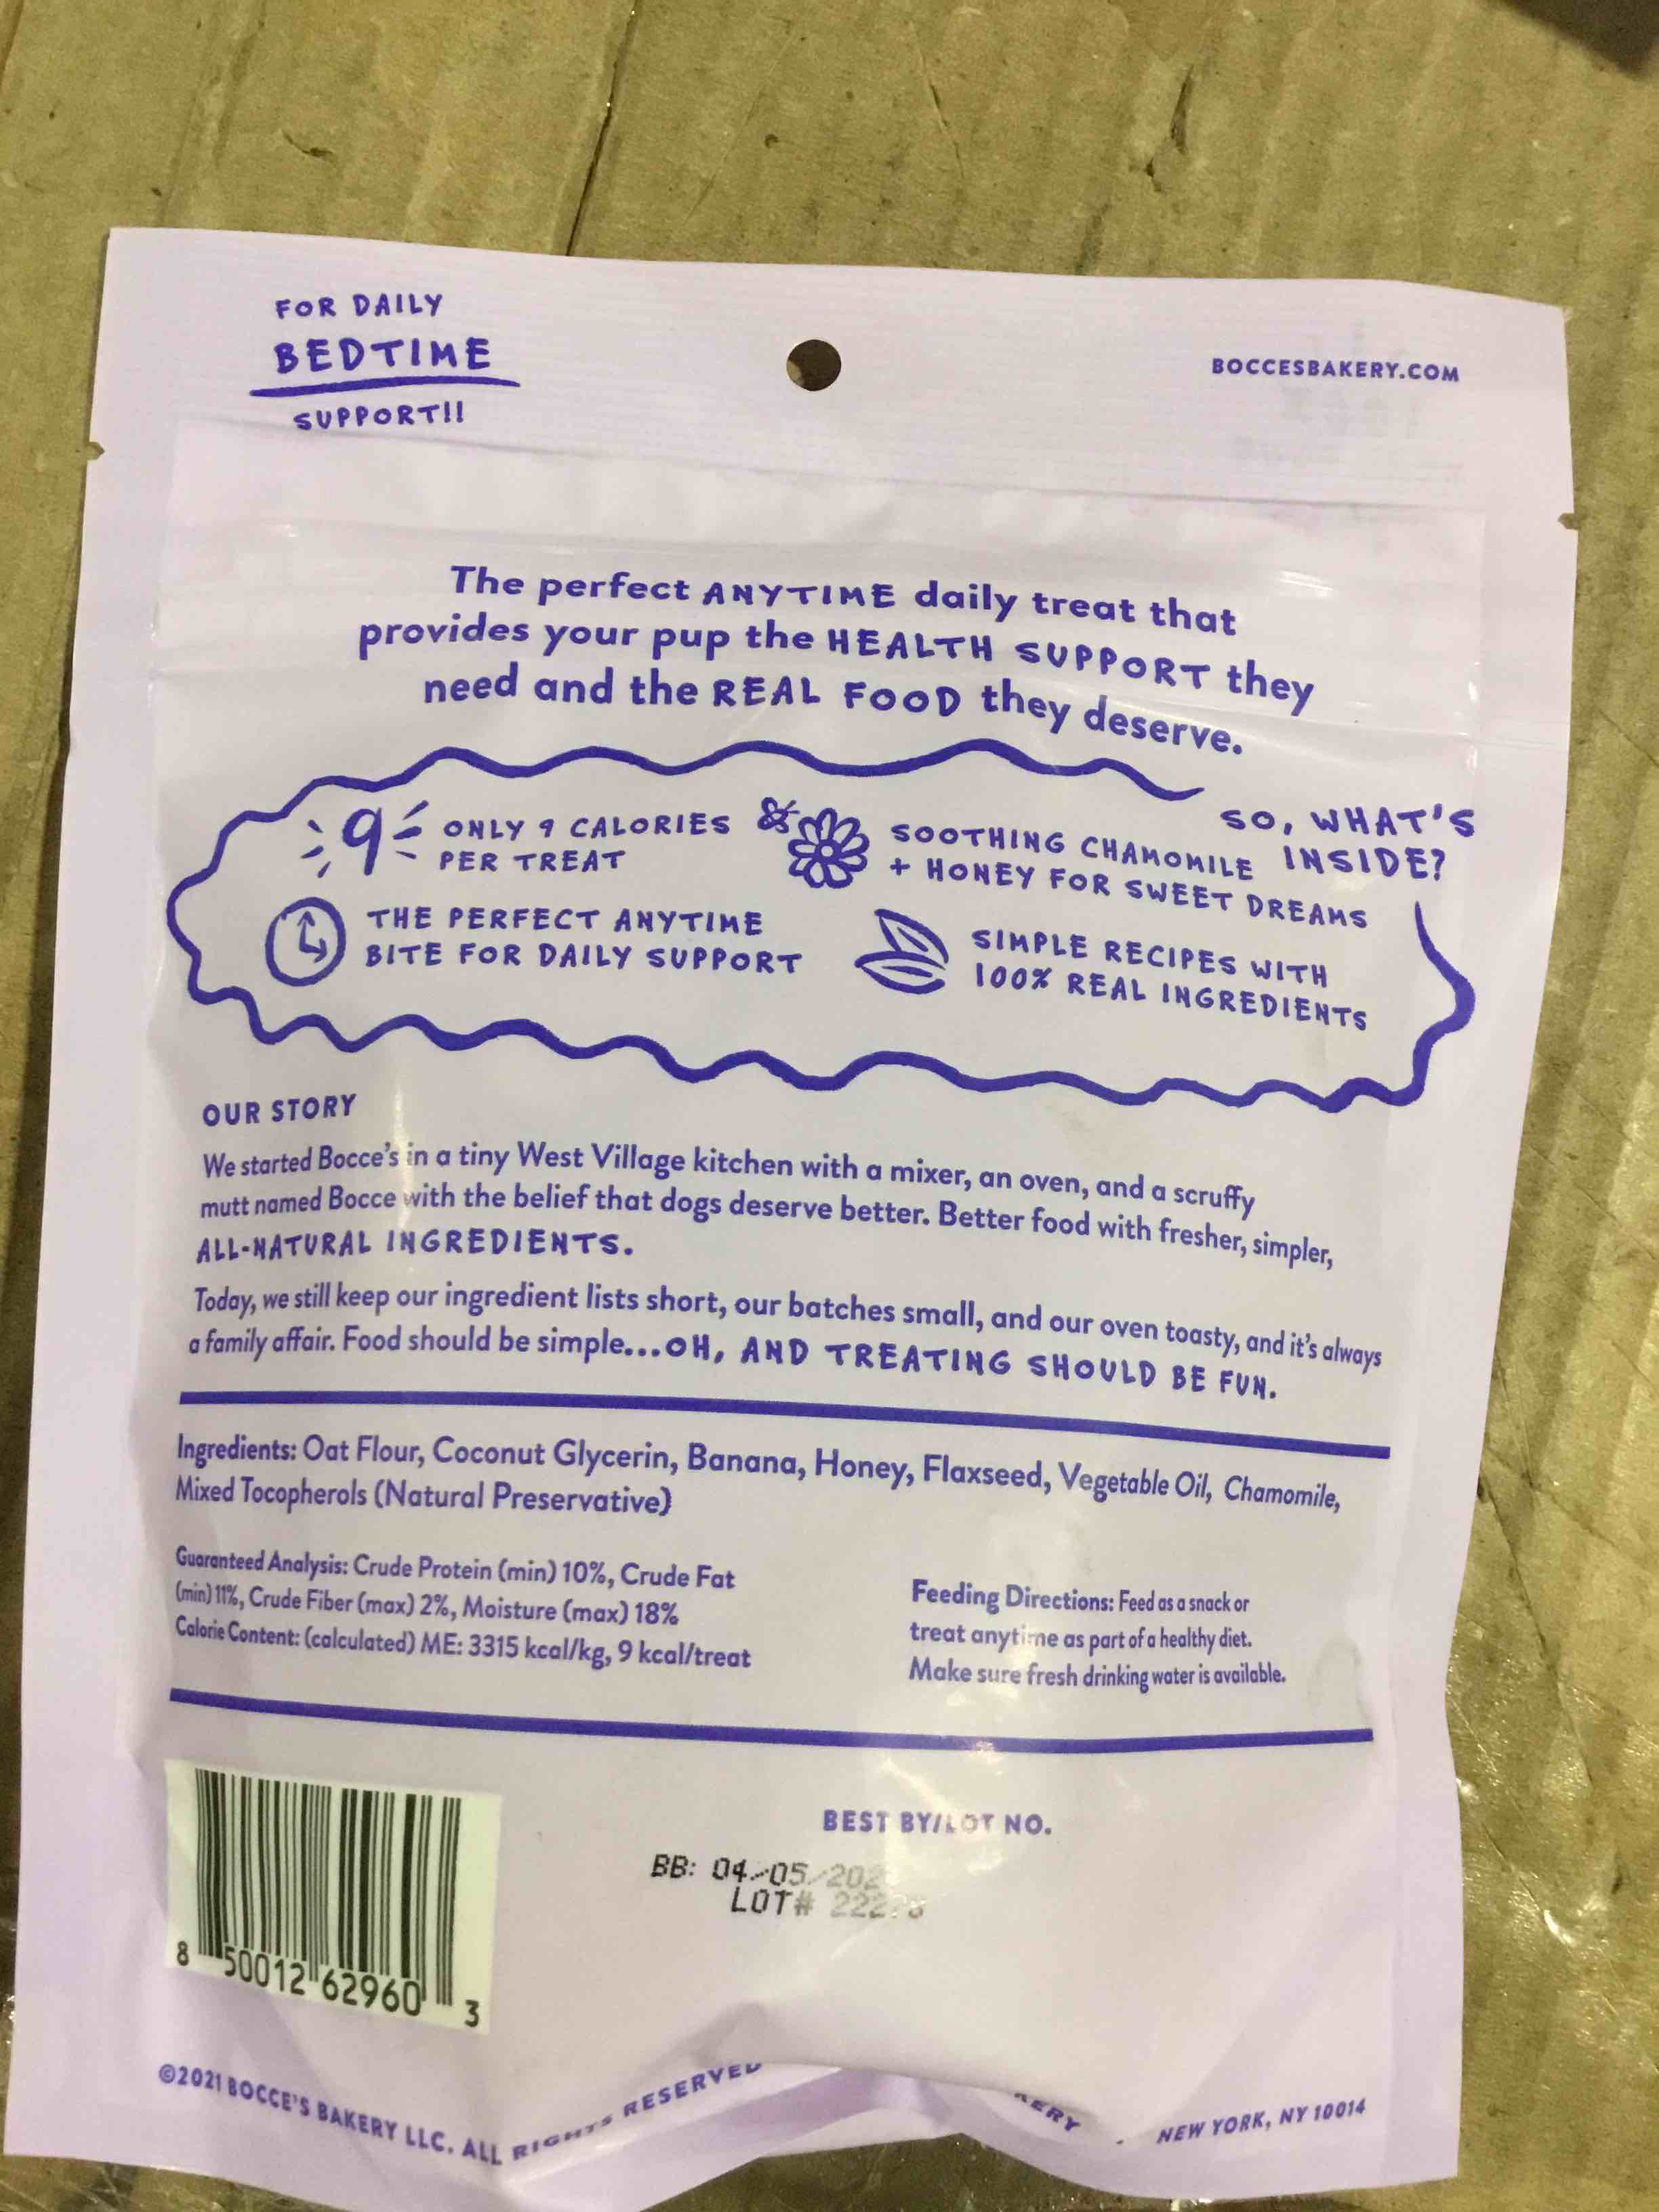 FOR DAILY
BEDTIME
SUPPORT!!
BOCCESBAKERY.COM
The perfect ANYTIME daily treat that
provides your pup the HEALTH SUPPORT they
need and the REAL FOOD they deserve.
SO, WHAT'S
INSIDE?
9
ONLY 9 CALORIES
PER TREAT
&
SOOTHING CHAMOMILE
+ HONEY FOR SWEET DREAMS
THE PERFECT ANYTIME
BITE FOR DAILY SUPPORT
SIMPLE RECIPES WITH
100% REAL INGREDIENTS
OUR STORY
We started Bocce's in a tiny West Village kitchen with a mixer, an oven, and a scruffy
mutt named Bocce with the belief that dogs deserve better. Better food with fresher, simpler,
ALL-NATURAL INGREDIENTS.
Today, we still keep our ingredient lists short, our batches small, and our oven toasty, and it's always
a family affair. Food should be simple...OH, AND TREATING SHOULD BE FUN.
Ingredients: Oat Flour, Coconut Glycerin, Banana, Honey, Flaxseed, Vegetable Oil, Chamomile,
Mixed Tocopherols (Natural Preservative)
Guaranteed Analysis: Crude Protein (min) 10%, Crude Fat
(min) 11%, Crude Fiber (max) 2%, Moisture (max) 18%
Calorie Content: (calculated) ME: 3315 kcal/kg, 9 kcal/treat
Feeding Directions: Feed as a snack or
treat anytime as part of a healthy diet.
Make sure fresh drinking water is available.
BEST BY/LOT NO.
BB: 04/05/202
LOT#
8 50012 62960 3
©2021 BOCCE'S BAKERY LLC. ALL RIGHTS RESERVED
NEW YORK, NY 10014